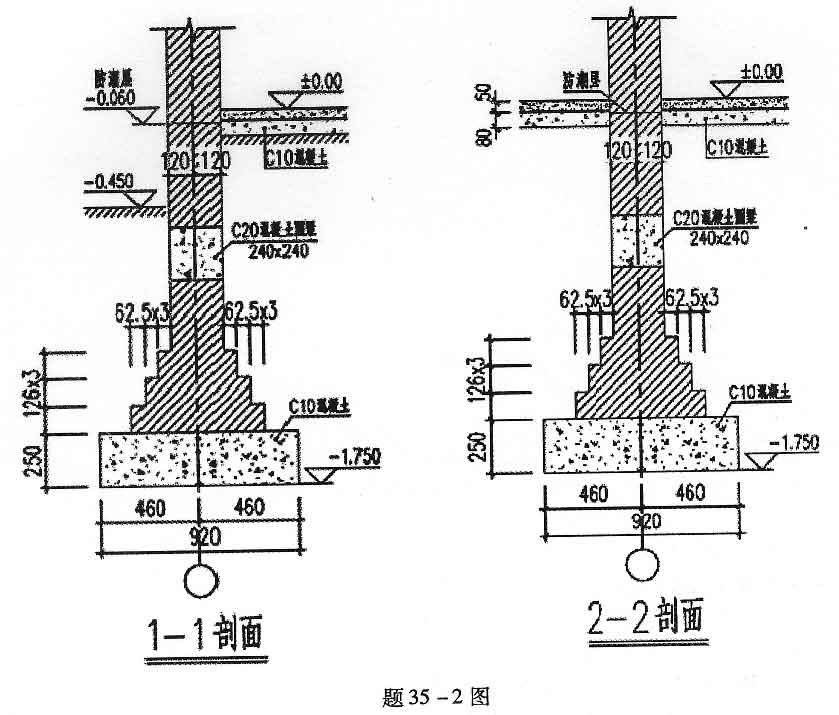 防潮层
-0.060
±0.00
120 120
C10混凝土
-0.450
C20混凝土圈梁
240x240
62.5x3 62.5x3
126x3
C10混凝土
250
-1.750
460 460
920
1-1剖面
防潮层
±0.00
50
80
120 120
C10混凝土
C20混凝土圈梁
240x240
62.5x3 62.5x3
126x3
C10混凝土
250
-1.750
460 460
920
2-2剖面
题35-2图